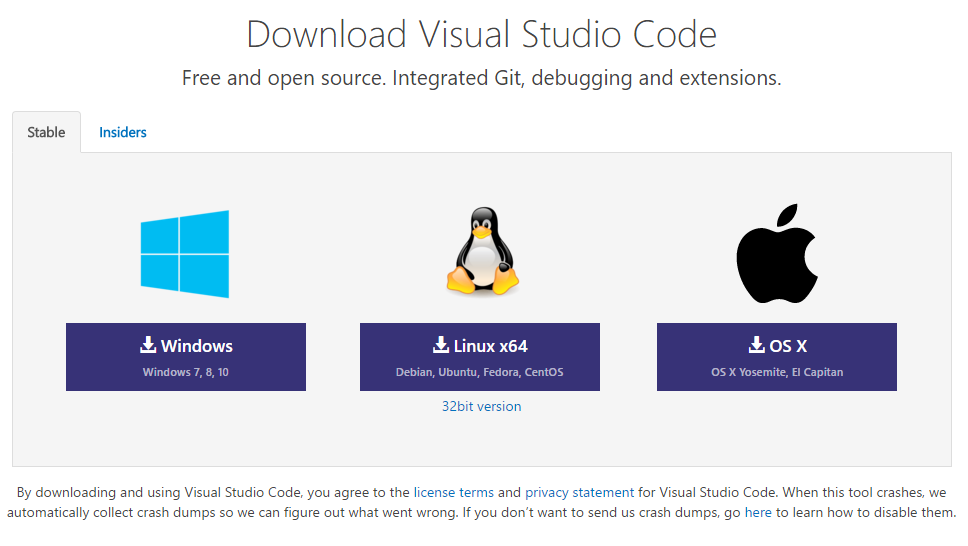 Download Visual Studio Code
Free and open source. Integrated Git, debugging and extensions.
Stable
Insiders
Windows
Windows 7, 8, 10
Linux x64
Debian, Ubuntu, Fedora, CentOS
32bit version
OS X
OS X Yosemite, El Capitan
By downloading and using Visual Studio Code, you agree to the license terms and privacy statement for Visual Studio Code. When this tool crashes, we
automatically collect crash dumps so we can figure out what went wrong. If you don't want to send us crash dumps, go here to learn how to disable them.